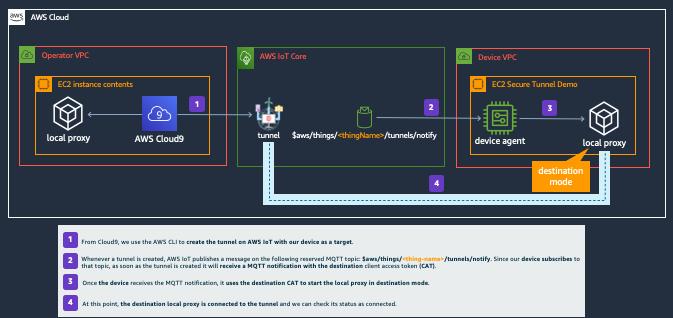 aws
AWS Cloud
Operator VPC
AWS IoT Core
Device VPC
EC2 instance contents
EC2 Secure Tunnel Demo
1
2
3
9
local proxy
AWS Cloud9
tunnel
$aws/things/<thingName>/tunnels/notify
device agent
local proxy
destination
mode
4
1 From Cloud9, we use the AWS CLI to create the tunnel on AWS IoT with our device as a target.
2 Whenever a tunnel is created, AWS IoT publishes a message on the following reserved MQTT topic: $aws/things/<thing-name>/tunnels/notify. Since our device subscribes to
that topic, as soon as the tunnel is created it will receive a MQTT notification with the destination client access token (CAT).
3 Once the device receives the MQTT notification, it uses the destination CAT to start the local proxy in destination mode.
4 At this point, the destination local proxy is connected to the tunnel and we can check its status as connected.